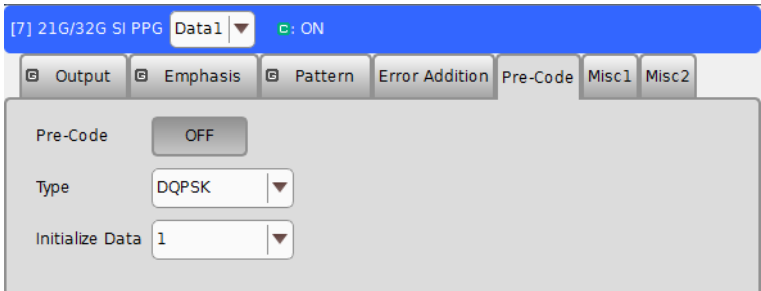 [7] 21G/32G SI PPG Data1 C: ON
G Output G Emphasis G Pattern Error Addition Pre-Code Misc1 Misc2
Pre-Code OFF
Type DQPSK
Initialize Data 1